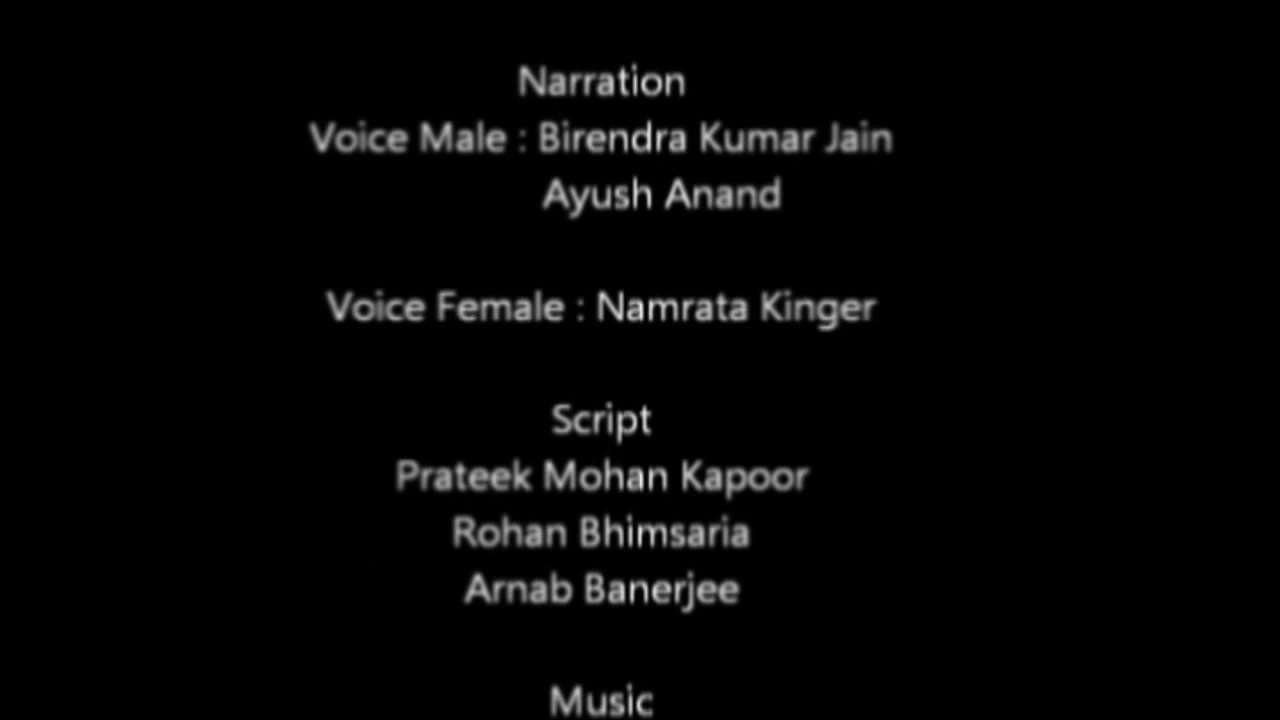 Narration
Voice Male : Birendra Kumar Jain
Ayush Anand
Voice Female : Namrata Kinger
Script
Prateek Mohan Kapoor
Rohan Bhimsaria
Arnab Banerjee
Music